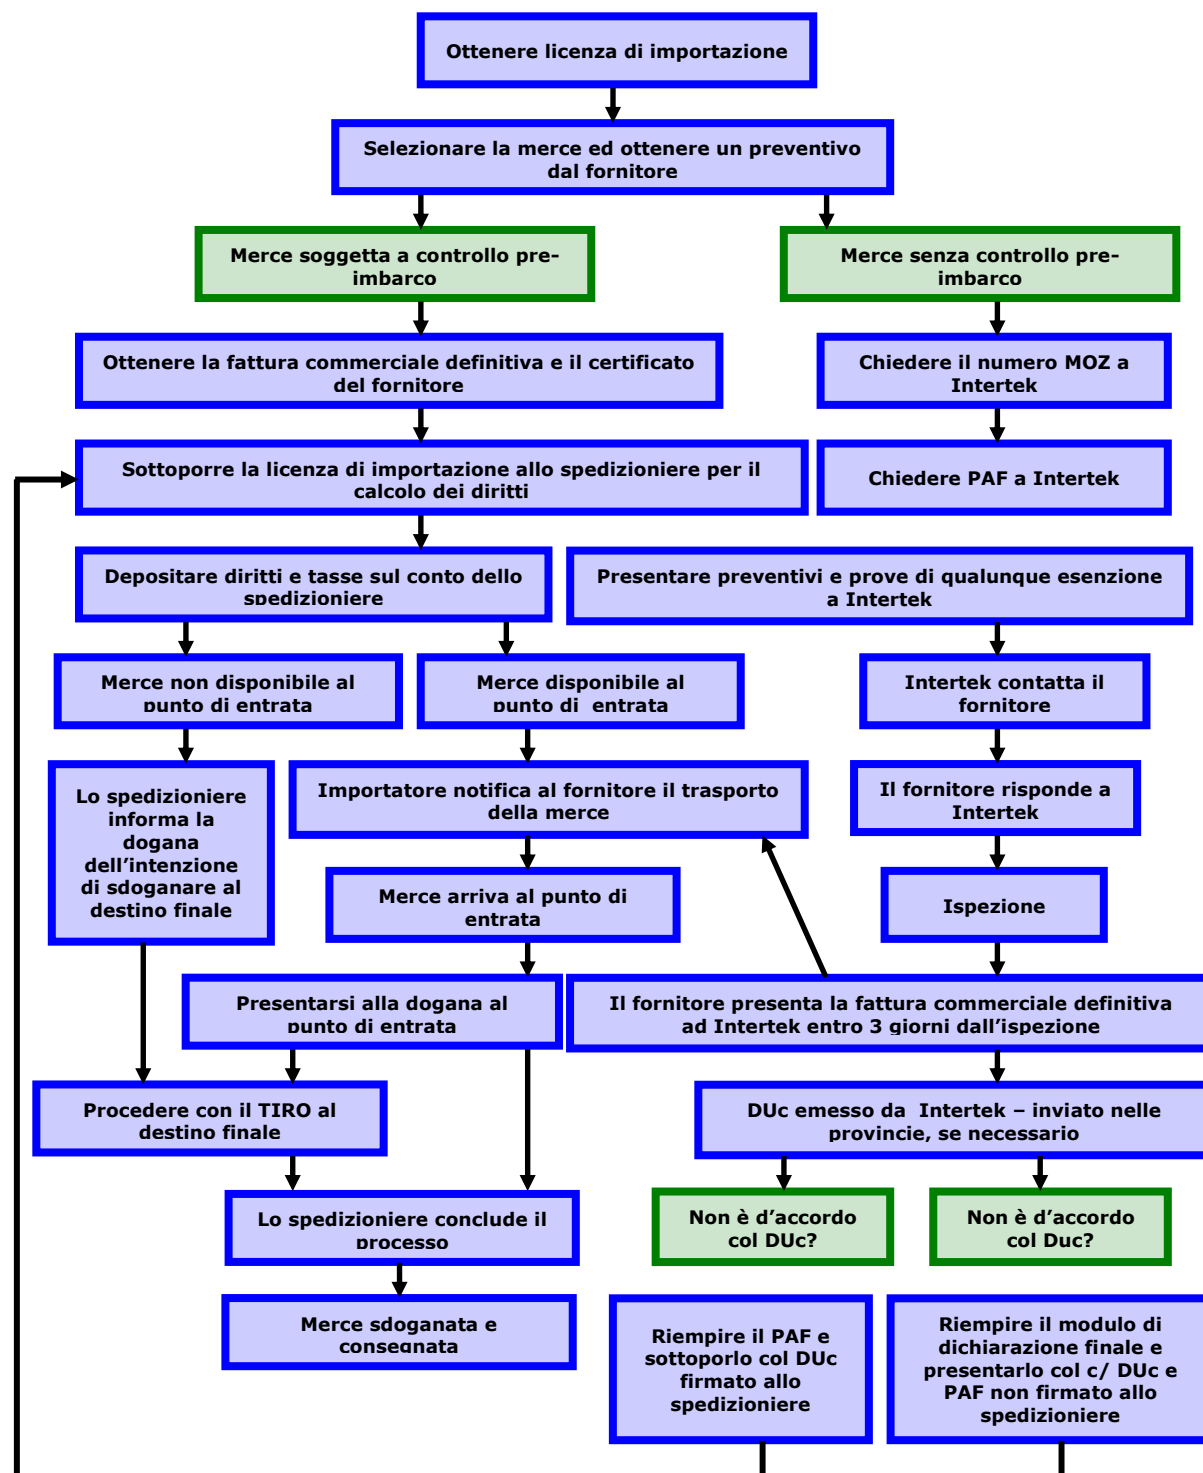 Ottenere licenza di importazione
Selezionare la merce ed ottenere un preventivo
dal fornitore
Merce soggetta a controllo pre-
imbarco
Merce senza controllo pre-
imbarco
Ottenere la fattura commerciale definitiva e il certificato
del fornitore
Chiedere il numero MOZ a
Intertek
Sottoporre la licenza di importazione allo spedizioniere per il
calcolo dei diritti
Chiedere PAF a Intertek
Depositare diritti e tasse sul conto dello
spedizioniere
Presentare preventivi e prove di qualunque esenzione
a Intertek
Merce non disponibile al
punto di entrata
Merce disponibile al
punto di entrata
Intertek contatta il
fornitore
Lo spedizioniere
informa la
dogana
dell'intenzione
di sdoganare al
destino finale
Importatore notifica al fornitore il trasporto
della merce
Il fornitore risponde a
Intertek
Merce arriva al punto di
entrata
Ispezione
Presentarsi alla dogana al
punto di entrata
Il fornitore presenta la fattura commerciale definitiva
ad Intertek entro 3 giorni dall'ispezione
Procedere con il TIRO al
destino finale
DUc emesso da Intertek – inviato nelle
provincie, se necessario
Lo spedizioniere conclude il
processo
Non è d'accordo
col DUc?
Non è d'accordo
col Duc?
Merce sdoganata e
consegnata
Riempire il PAF e
sottoporlo col DUc
firmato allo
spedizioniere
Riempire il modulo di
dichiarazione finale e
presentarlo col c/ DUc e
PAF non firmato allo
spedizioniere